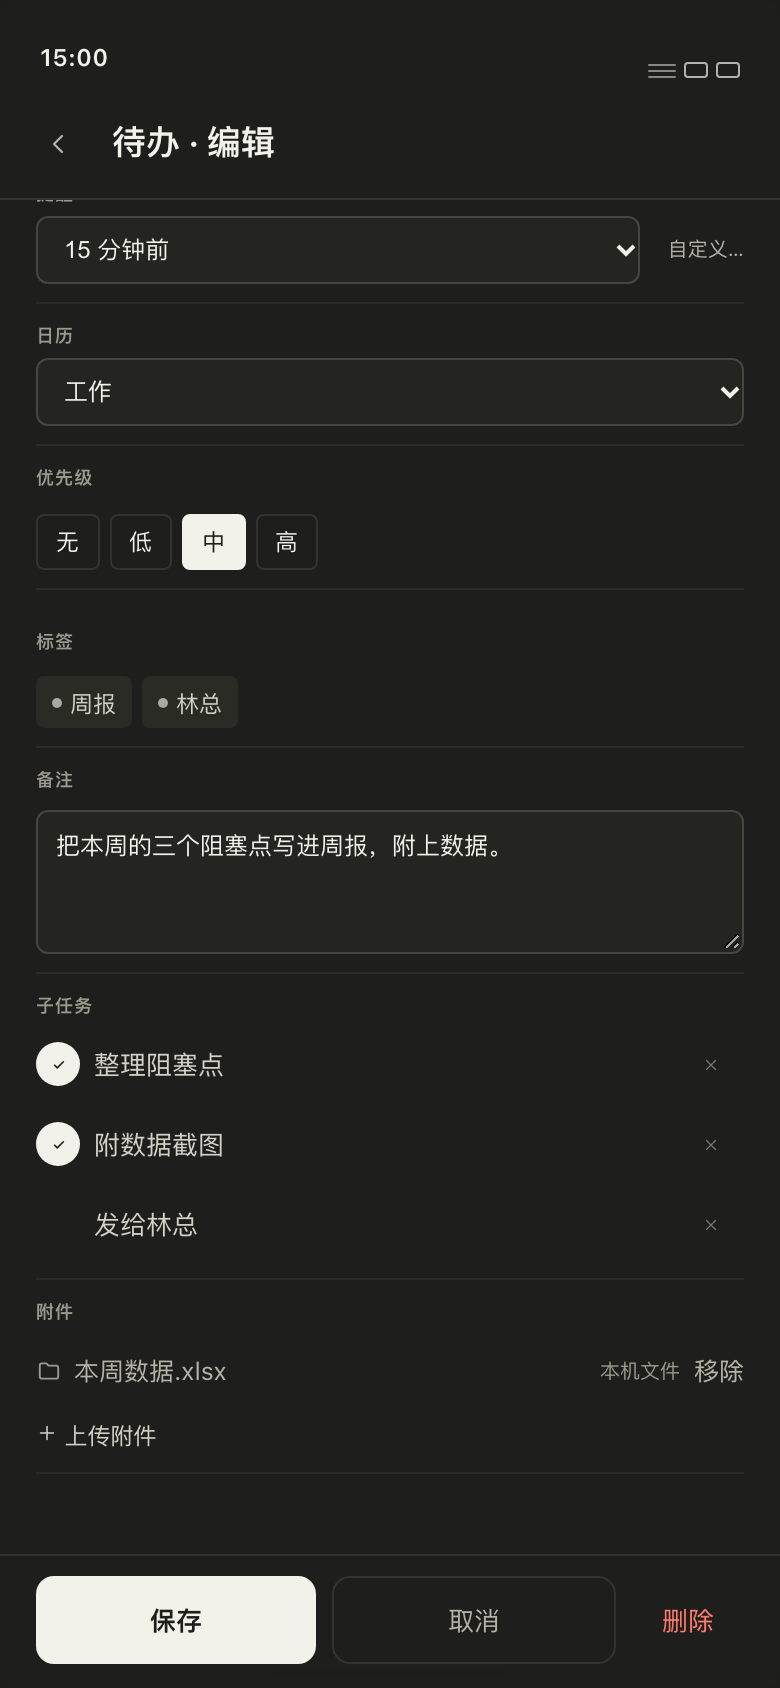 15:00
待办 · 编辑
15 分钟前
自定义...
日历
工作
优先级
无
低
中
高
标签
周报
林总
备注
把本周的三个阻塞点写进周报，附上数据。
子任务
整理阻塞点
附数据截图
发给林总
附件
本周数据.xlsx
本机文件 移除
+ 上传附件
保存
取消
删除